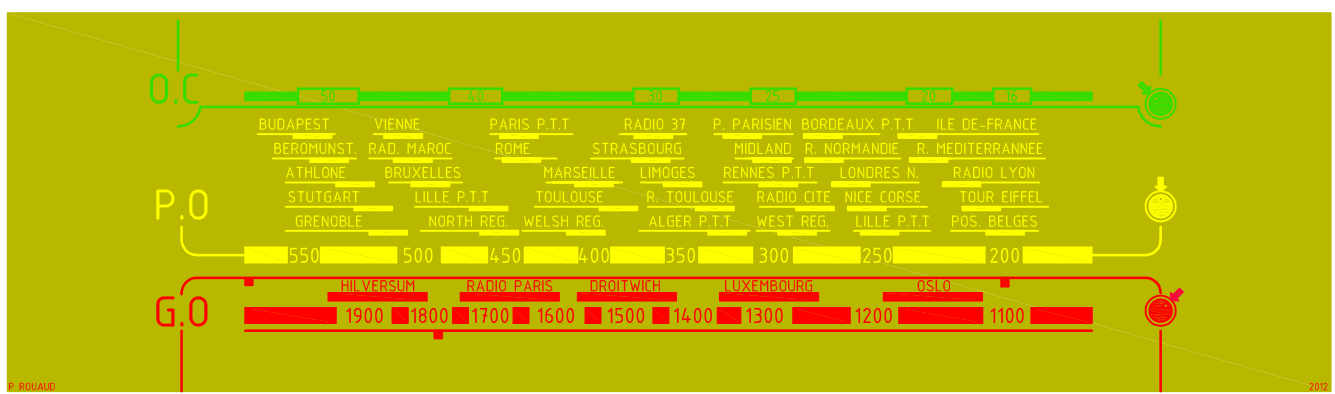 O.C
50 40 30 25 20 16
BUDAPEST VIENNE PARIS P.T.T RADIO 37 P. PARISIEN BORDEAUX P.T.T ILE DE-FRANCE
BEROMUNST. RAD. MAROC ROME STRASBOURG MIDLAND R. NORMANDIE R. MEDITERRANNEE
ATHLONE BRUXELLES MARSEILLE LIMOGES RENNES P.T.T LONDRES N. RADIO LYON
STUTGART LILLE P.T.T TOULOUSE R. TOULOUSE RADIO CITE NICE CORSE TOUR EIFFEL
P.O
GRENOBLE NORTH REG. WELSH REG. ALGER P.T.T WEST REG. LILLE P.T.T POS. BELGES
550 500 450 400 350 300 250 200
HILVERSUM RADIO PARIS DROITWICH LUXEMBOURG OSLO
G.O
1900 1800 1700 1600 1500 1400 1300 1200 1100
P ROUAUD 2012